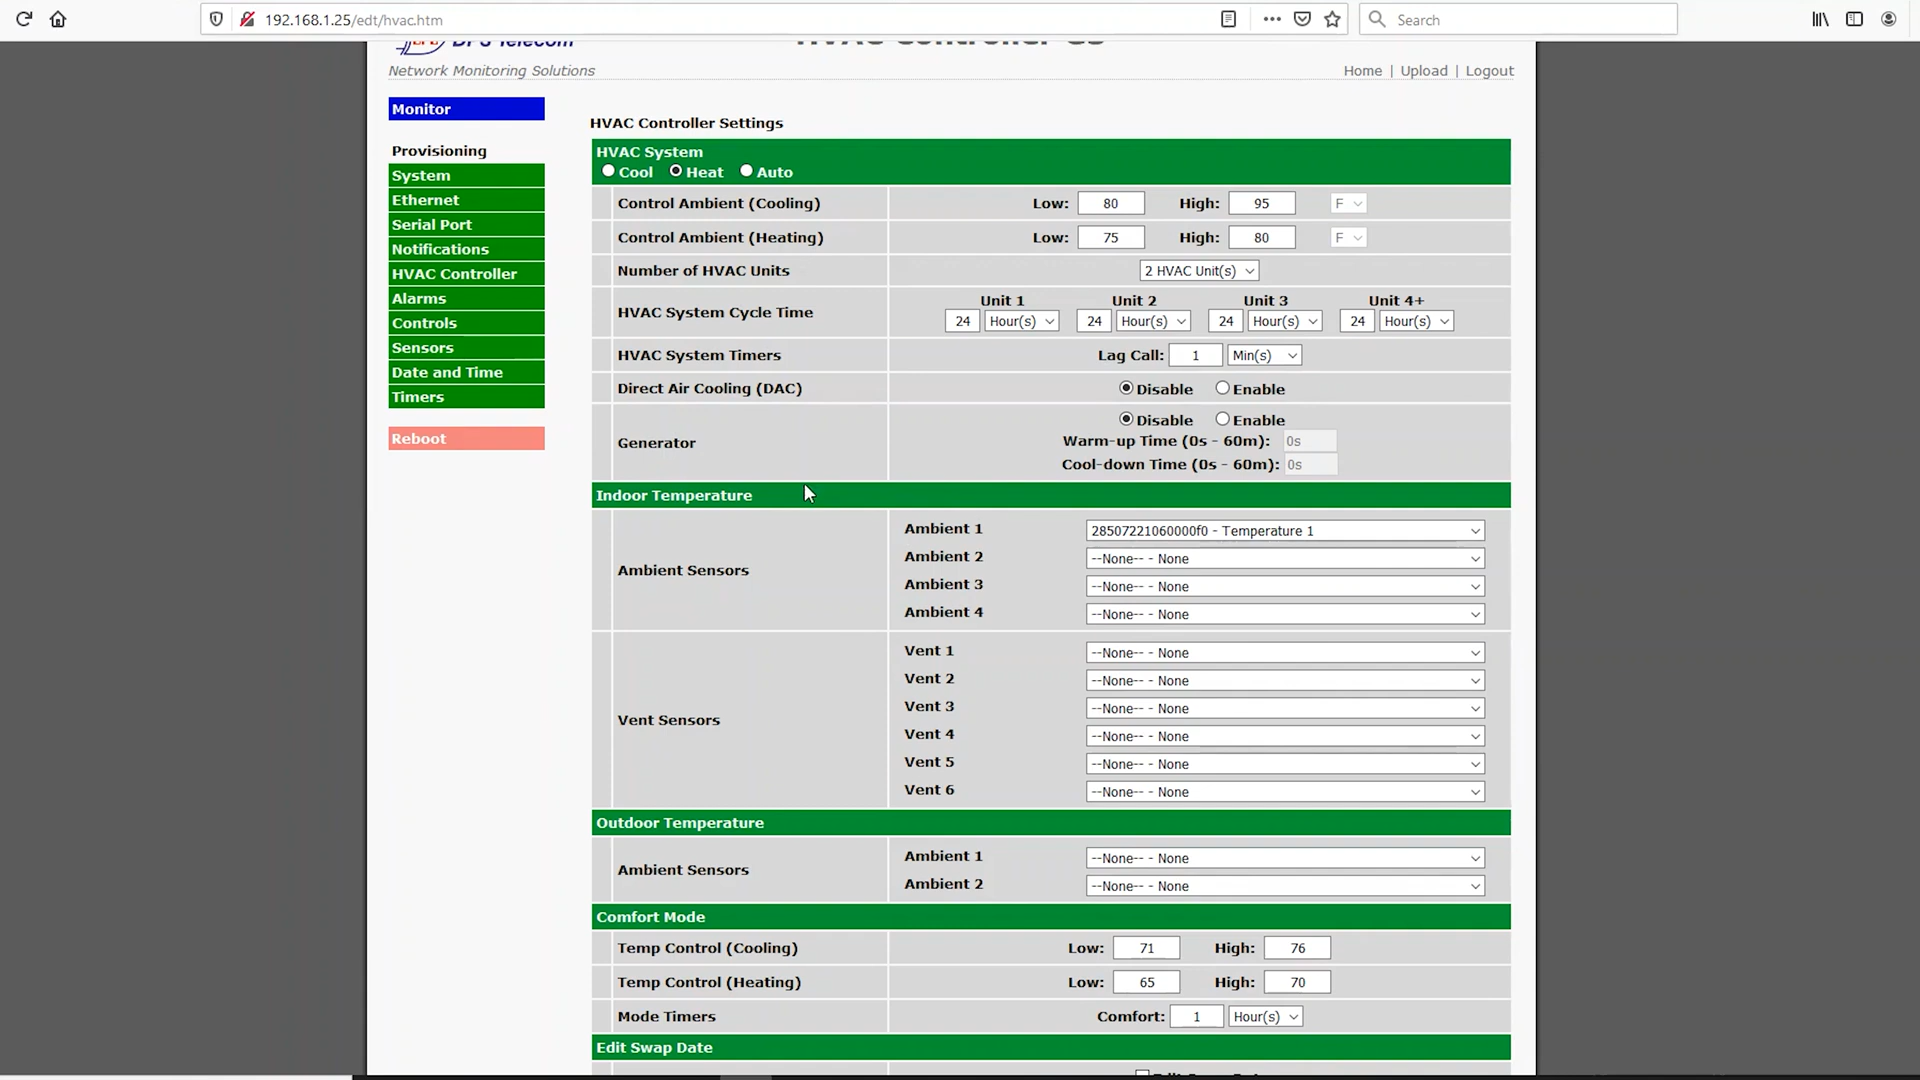 192.168.1.25/edt/hvac.htm
Search
DPS Telecom
HVAC Controller G5
Network Monitoring Solutions
Home | Upload | Logout
Monitor
Provisioning
System
Ethernet
Serial Port
Notifications
HVAC Controller
Alarms
Controls
Sensors
Date and Time
Timers
Reboot
HVAC Controller Settings
HVAC System
Cool Heat Auto
Control Ambient (Cooling) Low: 80 High: 95 F
Control Ambient (Heating) Low: 75 High: 80 F
Number of HVAC Units 2 HVAC Unit(s)
Unit 1 Unit 2 Unit 3 Unit 4+
HVAC System Cycle Time 24 Hour(s) 24 Hour(s) 24 Hour(s) 24 Hour(s)
HVAC System Timers Lag Call: 1 Min(s)
Direct Air Cooling (DAC) Disable Enable
Generator Disable Enable
Warm-up Time (0s - 60m): 0s
Cool-down Time (0s - 60m): 0s
Indoor Temperature
Ambient Sensors
Ambient 1 28507221060000f0 - Temperature 1
Ambient 2 --None-- - None
Ambient 3 --None-- - None
Ambient 4 --None-- - None
Vent Sensors
Vent 1 --None-- - None
Vent 2 --None-- - None
Vent 3 --None-- - None
Vent 4 --None-- - None
Vent 5 --None-- - None
Vent 6 --None-- - None
Outdoor Temperature
Ambient Sensors
Ambient 1 --None-- - None
Ambient 2 --None-- - None
Comfort Mode
Temp Control (Cooling) Low: 71 High: 76
Temp Control (Heating) Low: 65 High: 70
Mode Timers Comfort: 1 Hour(s)
Edit Swap Date